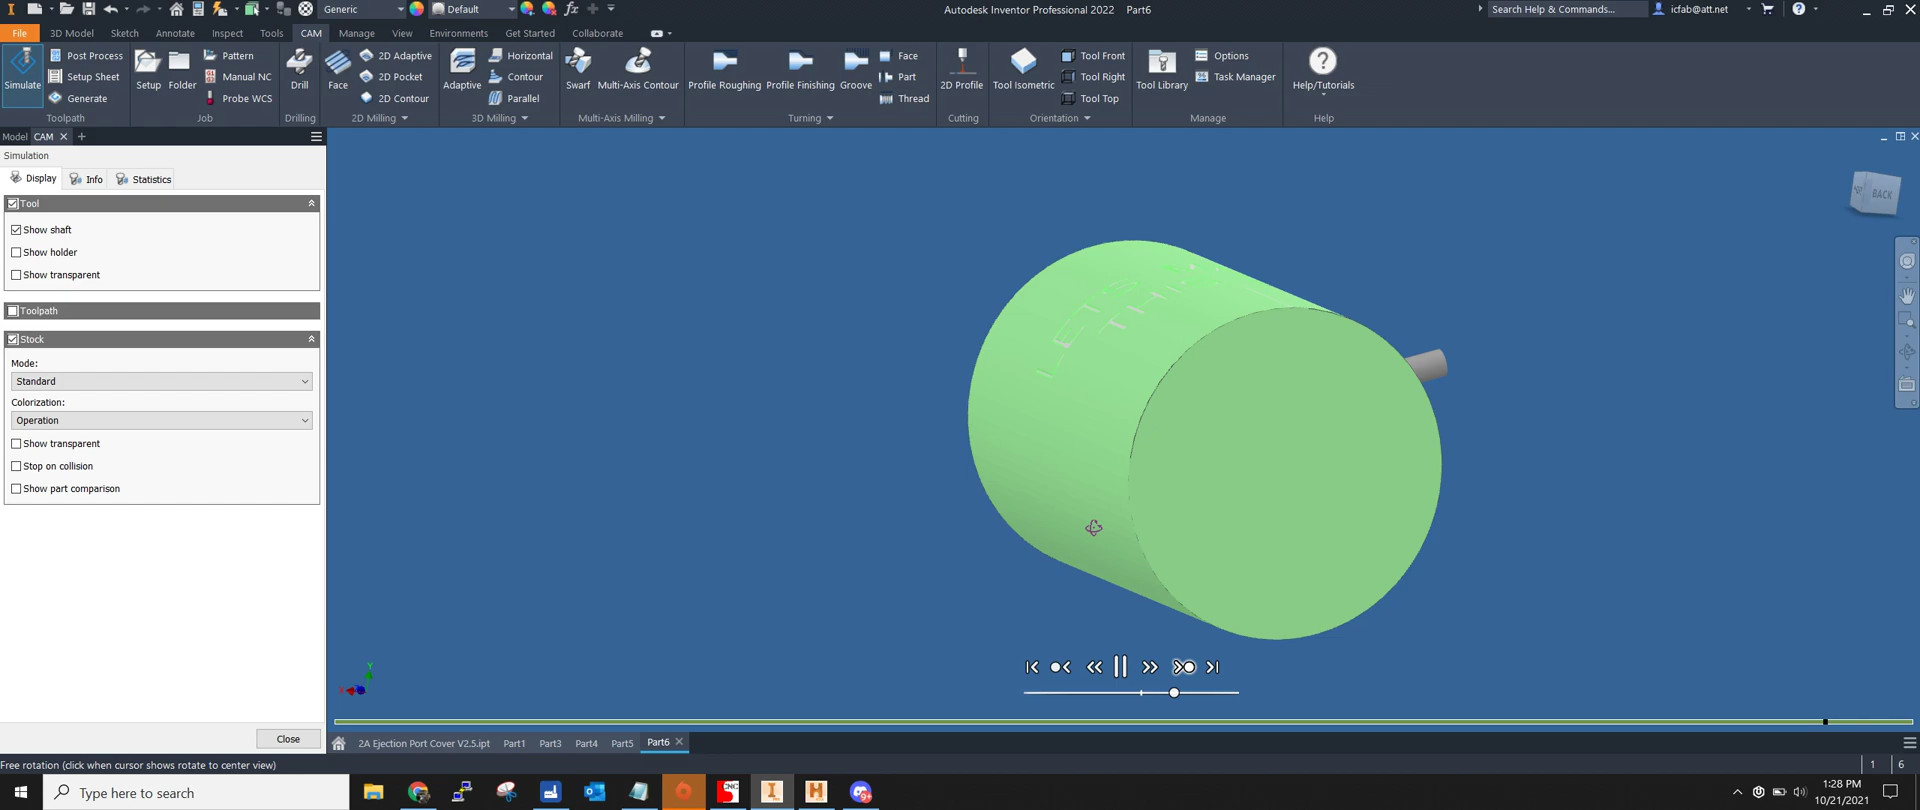 Generic Default Autodesk Inventor Professional 2022 Part6 Search Help & Commands... icfab@att.net
File 3D Model Sketch Annotate Inspect Tools CAM Manage View Environments Get Started Collaborate
Post Process Pattern 2D Adaptive Horizontal Face Tool Front Options
Simulate Setup Sheet Setup Folder Manual NC Drill Face 2D Pocket Adaptive Contour Swarf Multi-Axis Contour Profile Roughing Profile Finishing Groove Part 2D Profile Tool Isometric Tool Right Tool Library Task Manager Help/Tutorials
Generate Probe WCS 2D Contour Parallel Thread Tool Top
Toolpath Job Drilling 2D Milling 3D Milling Multi-Axis Milling Turning Cutting Orientation Manage Help
Model CAM
Simulation
Display Info Statistics
Tool
Show shaft
Show holder
Show transparent
Toolpath
Stock
Mode:
Standard
Colorization:
Operation
Show transparent
Stop on collision
Show part comparison
BACK
Y
Close
2A Ejection Port Cover V2.5.ipt Part1 Part3 Part4 Part5 Part6
Free rotation (click when cursor shows rotate to center view) 1 6
Type here to search
1:28 PM
10/21/2021